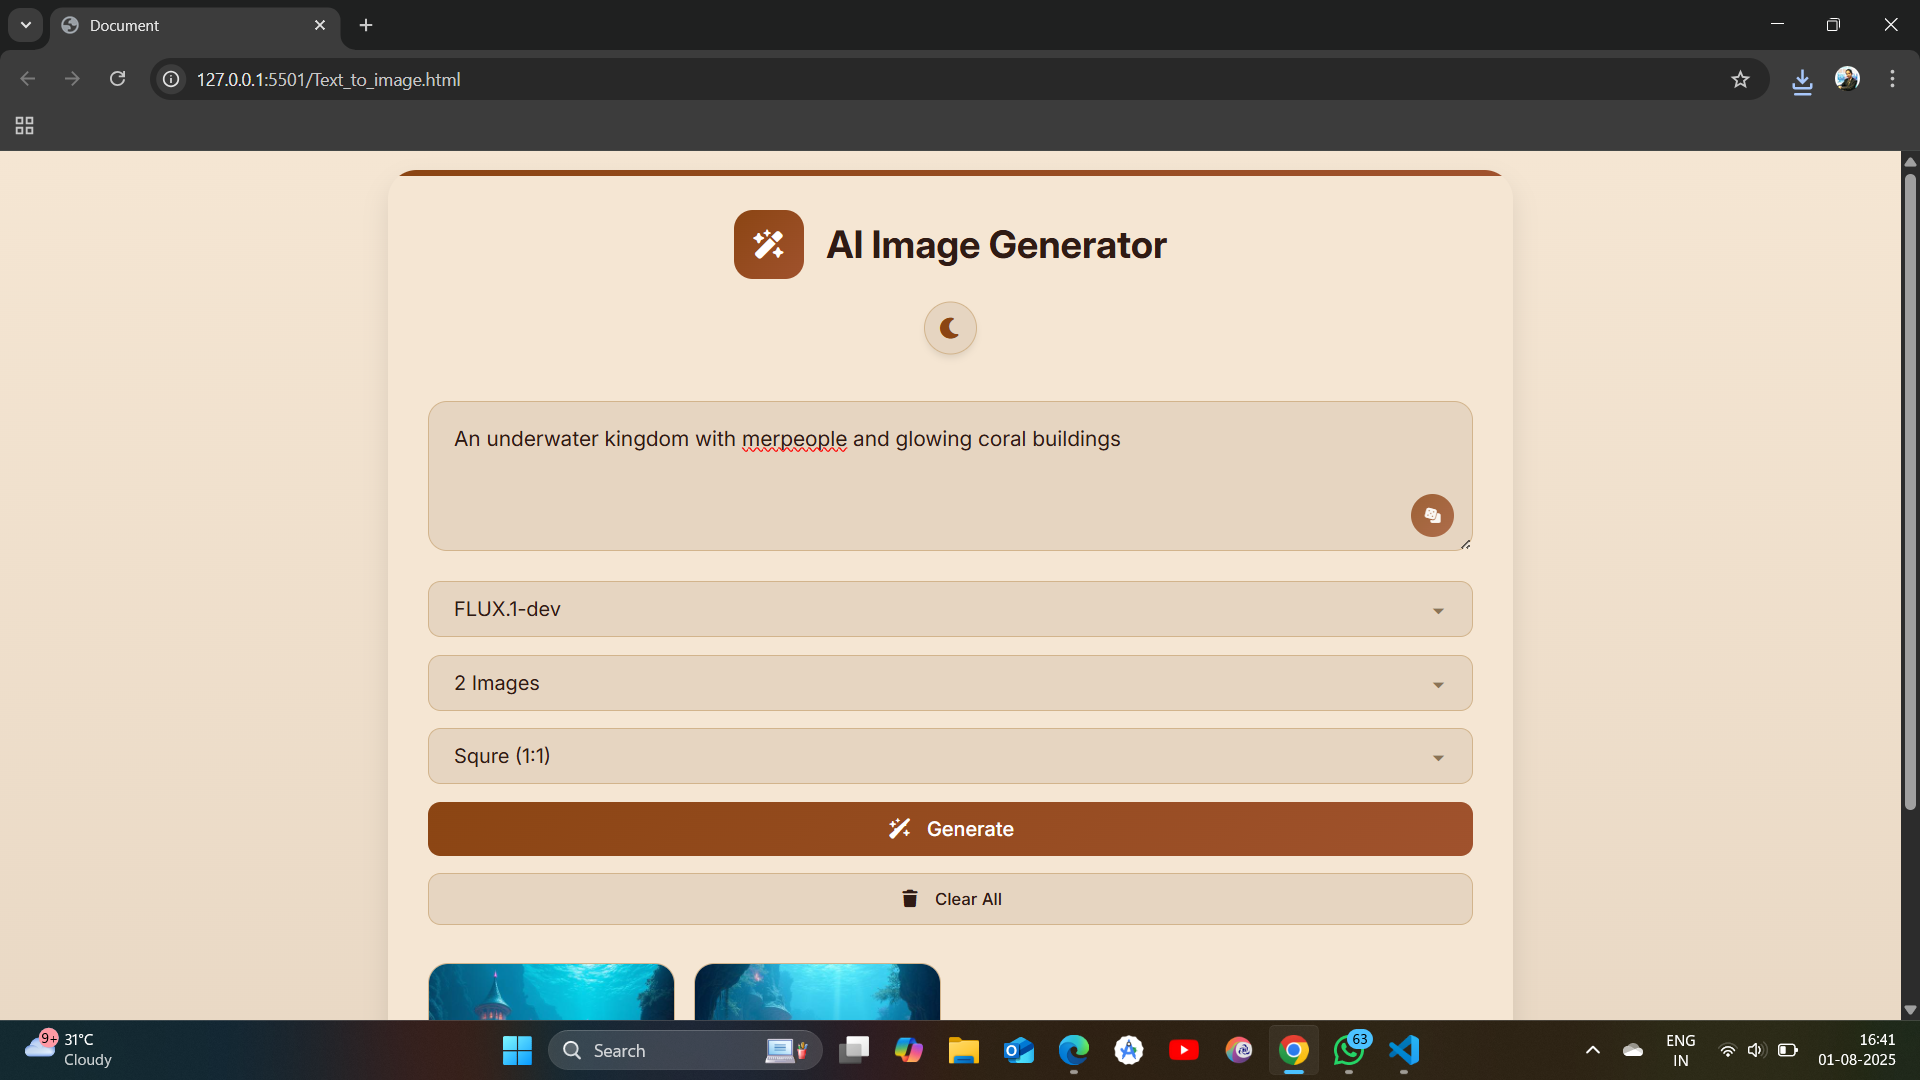 Document
127.0.0.1:5501/Text_to_image.html
AI Image Generator
An underwater kingdom with merpeople and glowing coral buildings
FLUX.1-dev
2 Images
Squre (1:1)
Generate
Clear All
9+
31°C
Cloudy
Search
63
ENG
IN
16:41
01-08-2025